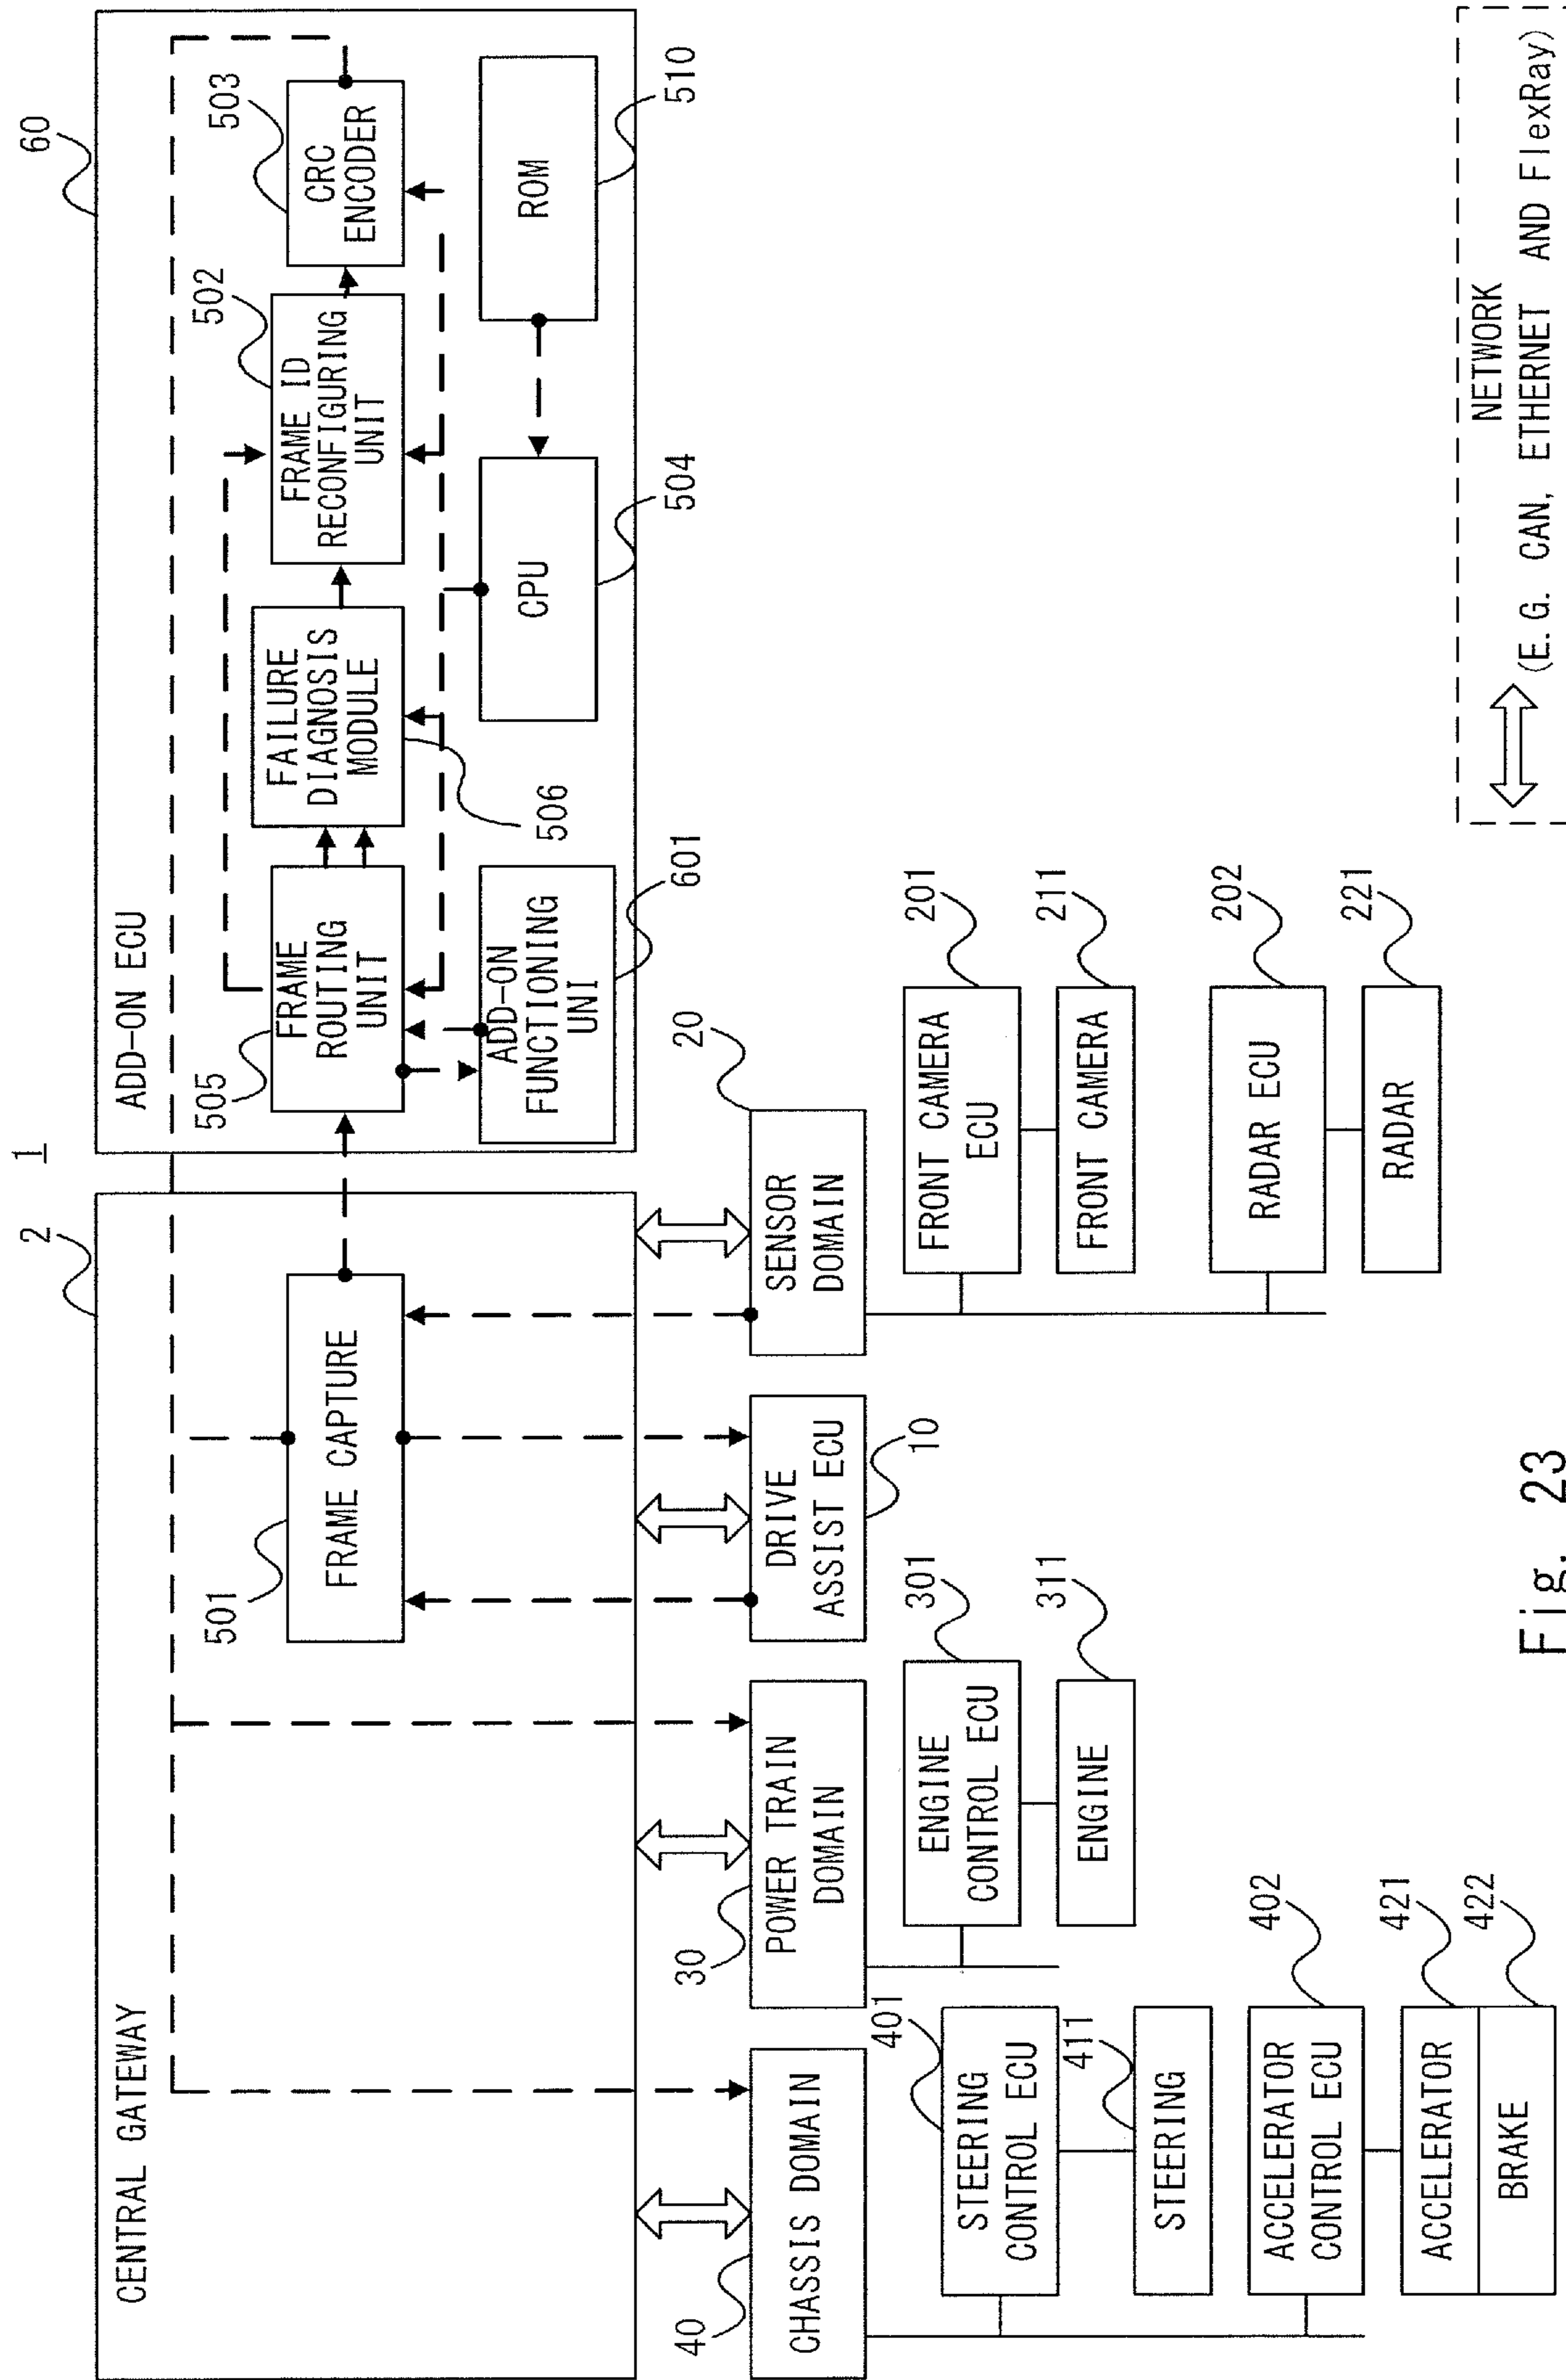 1
2
CENTRAL GATEWAY
501
FRAME CAPTURE
60
ADD-ON ECU
505
FRAME
ROUTING
UNIT
FAILURE
DIAGNOSIS
MODULE
506
502
FRAME ID
RECONFIGURING
UNIT
503
CRC
ENCODER
ADD-ON
FUNCTIONING
UNI
601
CPU
504
ROM
510
40
CHASSIS DOMAIN
30
POWER TRAIN
DOMAIN
DRIVE
ASSIST ECU
10
20
SENSOR
DOMAIN
401
STEERING
CONTROL ECU
411
STEERING
402
ACCELERATOR
CONTROL ECU
421
ACCELERATOR
422
BRAKE
301
ENGINE
CONTROL ECU
311
ENGINE
201
FRONT CAMERA
ECU
211
FRONT CAMERA
202
RADAR ECU
221
RADAR
NETWORK
(E.G. CAN, ETHERNET AND FlexRay)
Fig. 23